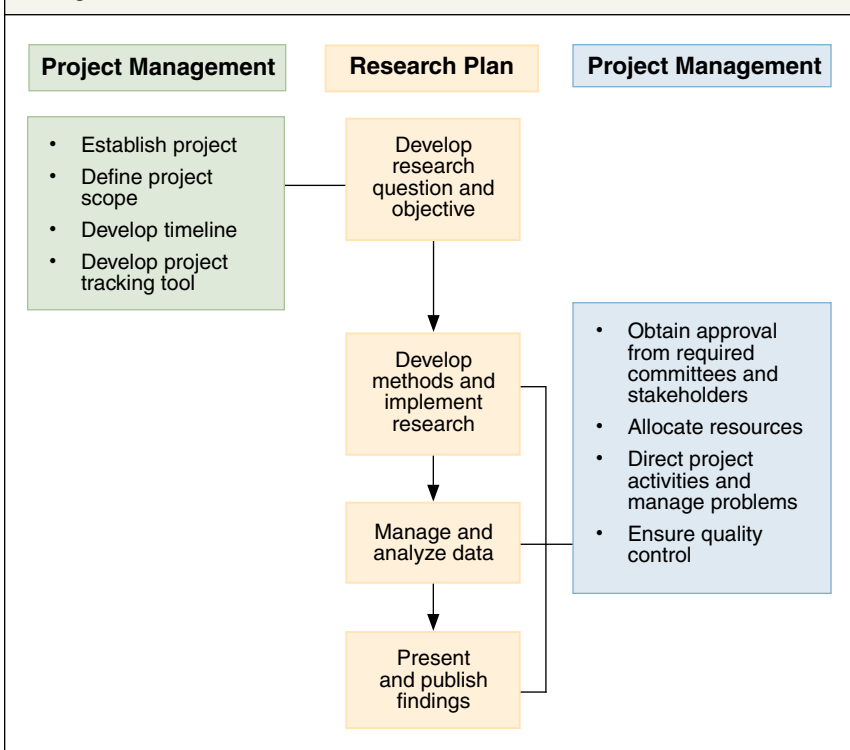 Project Management
Research Plan
Project Management
• Establish project
• Define project
scope
• Develop timeline
• Develop project
tracking tool
Develop
research
question and
objective
Develop
methods and
implement
research
Manage and
analyze data
Present
and publish
findings
• Obtain approval
from required
committees and
stakeholders
• Allocate resources
• Direct project
activities and
manage problems
• Ensure quality
control